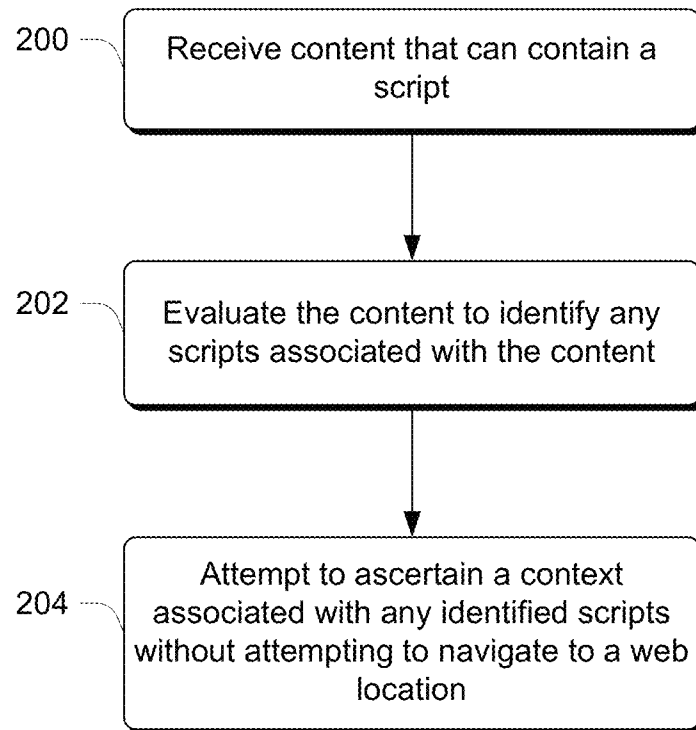 200
Receive content that can contain a
script
202
Evaluate the content to identify any
scripts associated with the content
204
Attempt to ascertain a context
associated with any identified scripts
without attempting to navigate to a web
location